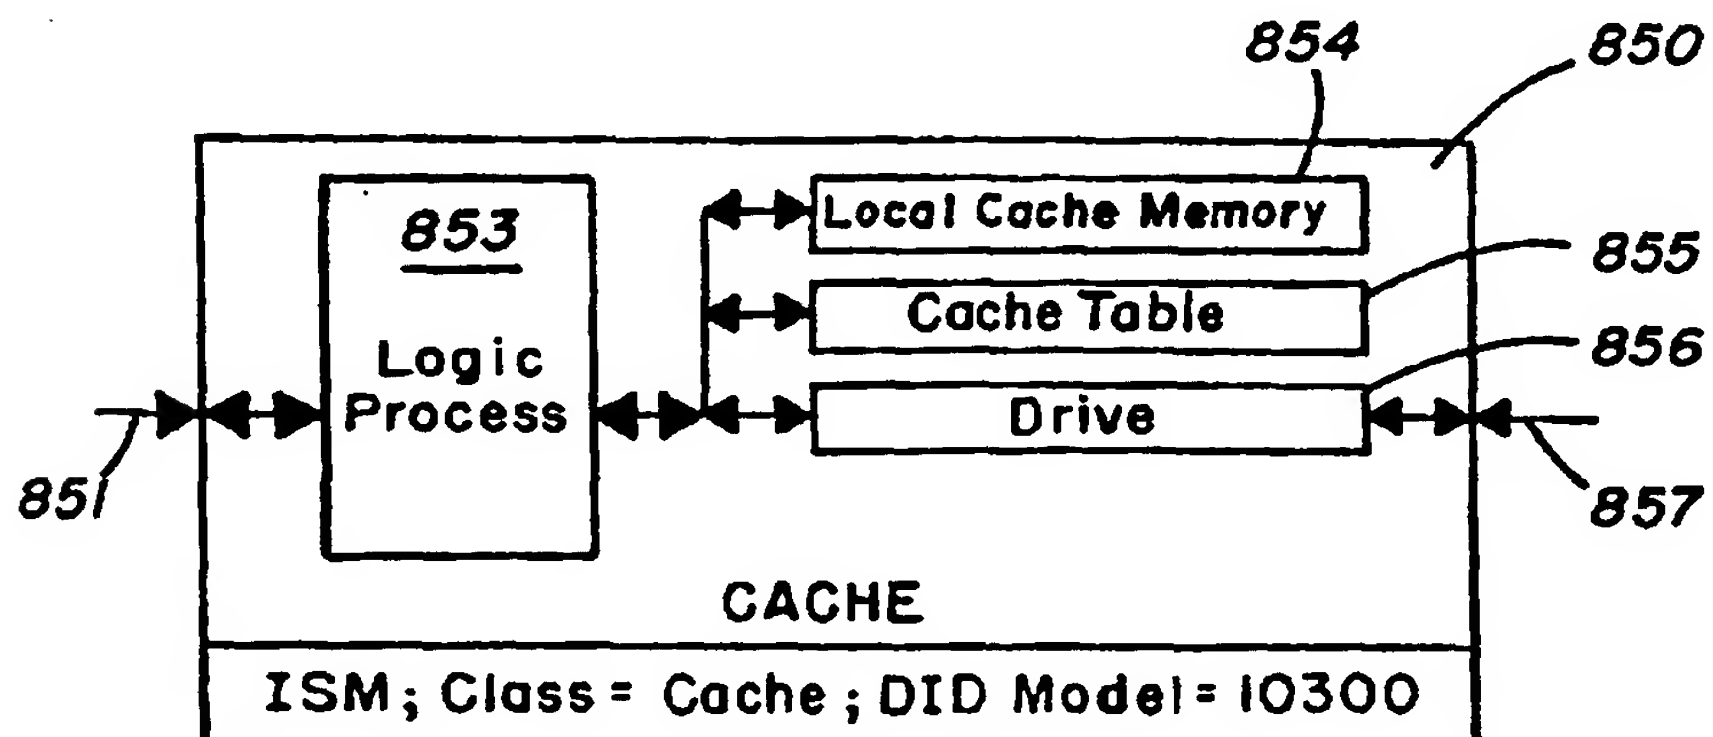 854
850
853
Local Cache Memory
855
Cache Table
Logic
Process
856
Drive
851
857
CACHE
ISM; Class= Cache; DID Model= 10300